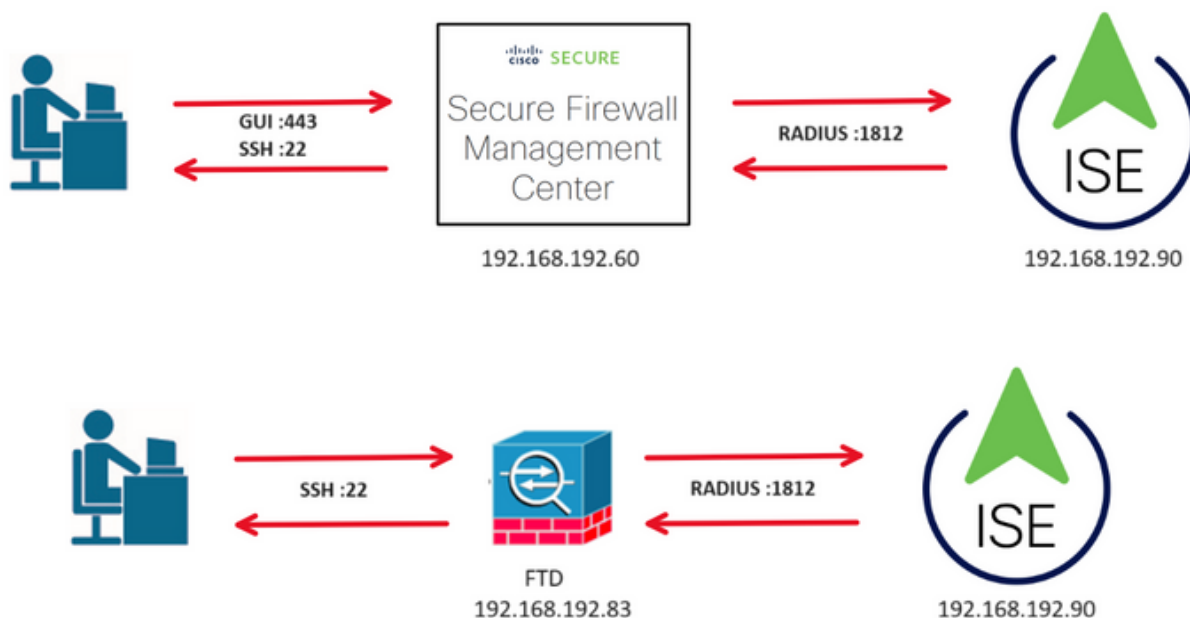 GUI :443
SSH :22
CISCO SECURE
Secure Firewall
Management
Center
192.168.192.60
RADIUS :1812
ISE
192.168.192.90
SSH :22
FTD
192.168.192.83
RADIUS :1812
ISE
192.168.192.90